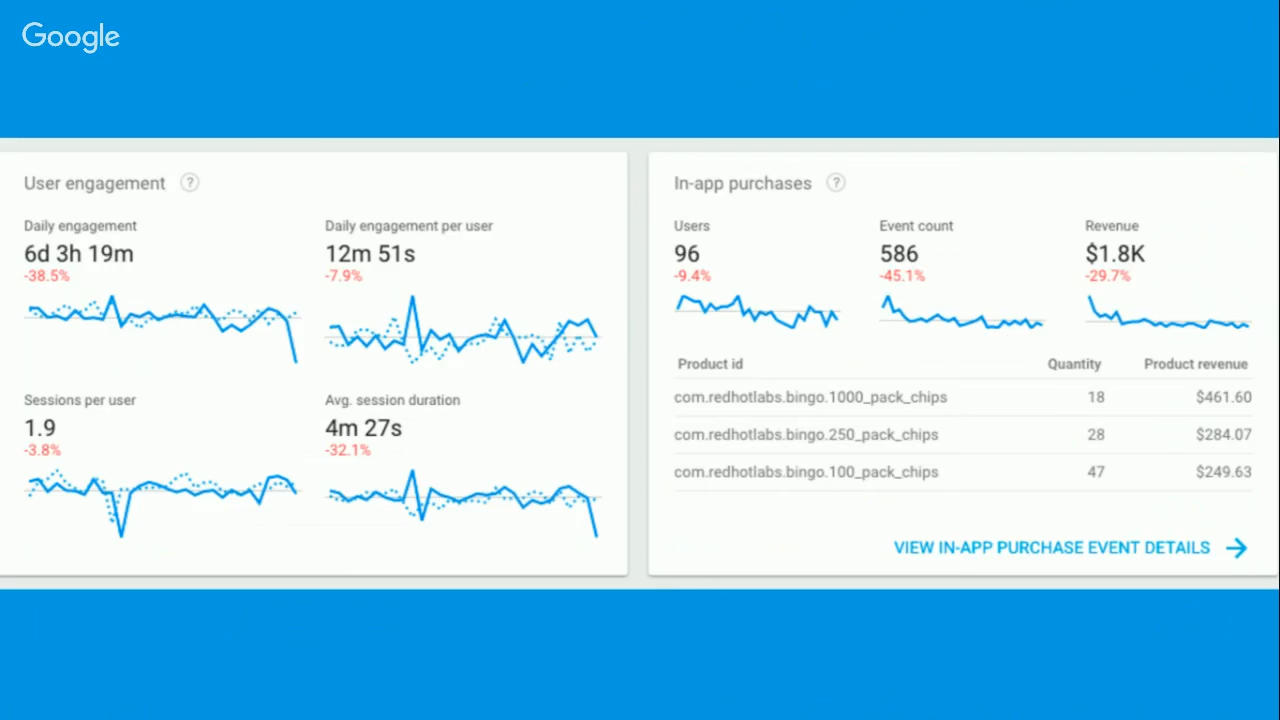 Google
User engagement ?
Daily engagement
6d 3h 19m
-38.5%
Daily engagement per user
12m 51s
-7.9%
Sessions per user
1.9
-3.8%
Avg. session duration
4m 27s
-32.1%
In-app purchases ?
Users
96
-9.4%
Event count
586
-45.1%
Revenue
$1.8K
-29.7%
Product id Quantity Product revenue
com.redhotlabs.bingo.1000_pack_chips 18 $461.60
com.redhotlabs.bingo.250_pack_chips 28 $284.07
com.redhotlabs.bingo.100_pack_chips 47 $249.63
VIEW IN-APP PURCHASE EVENT DETAILS